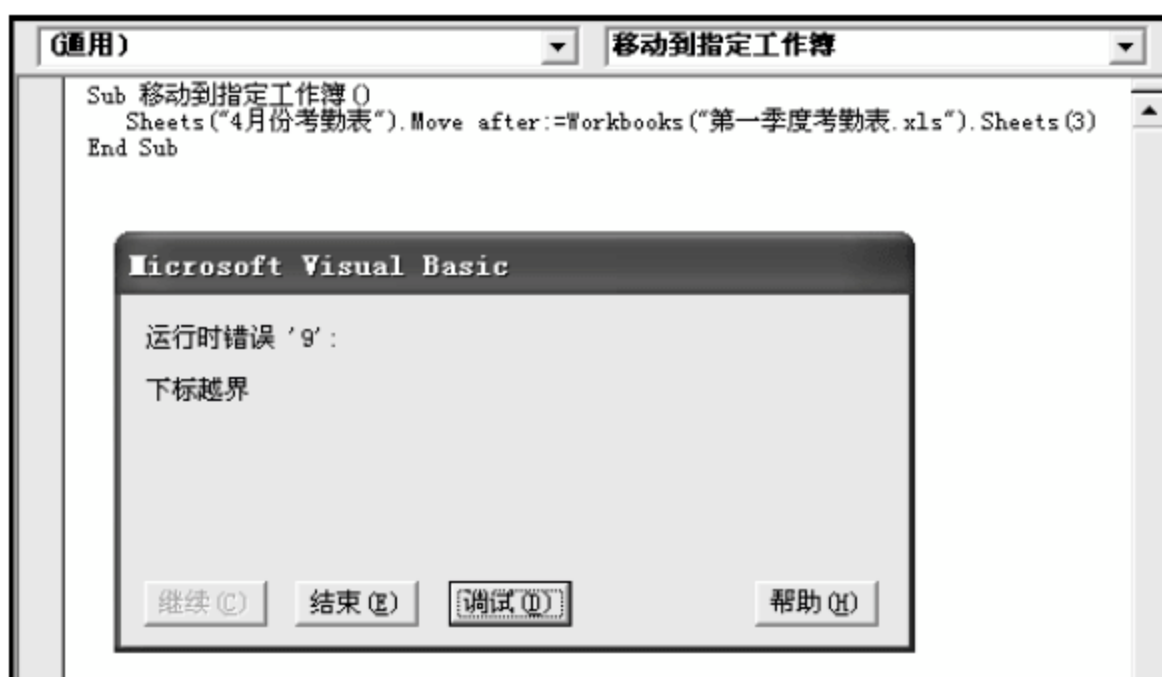 (通用)
移动到指定工作簿
Sub 移动到指定工作簿()
Sheets("4月份考勤表").Move after:=Workbooks("第一季度考勤表.xls").Sheets(3)
End Sub
Microsoft Visual Basic
运行时错误 '9':
下标越界
继续(C)
结束(E)
调试(D)
帮助(H)